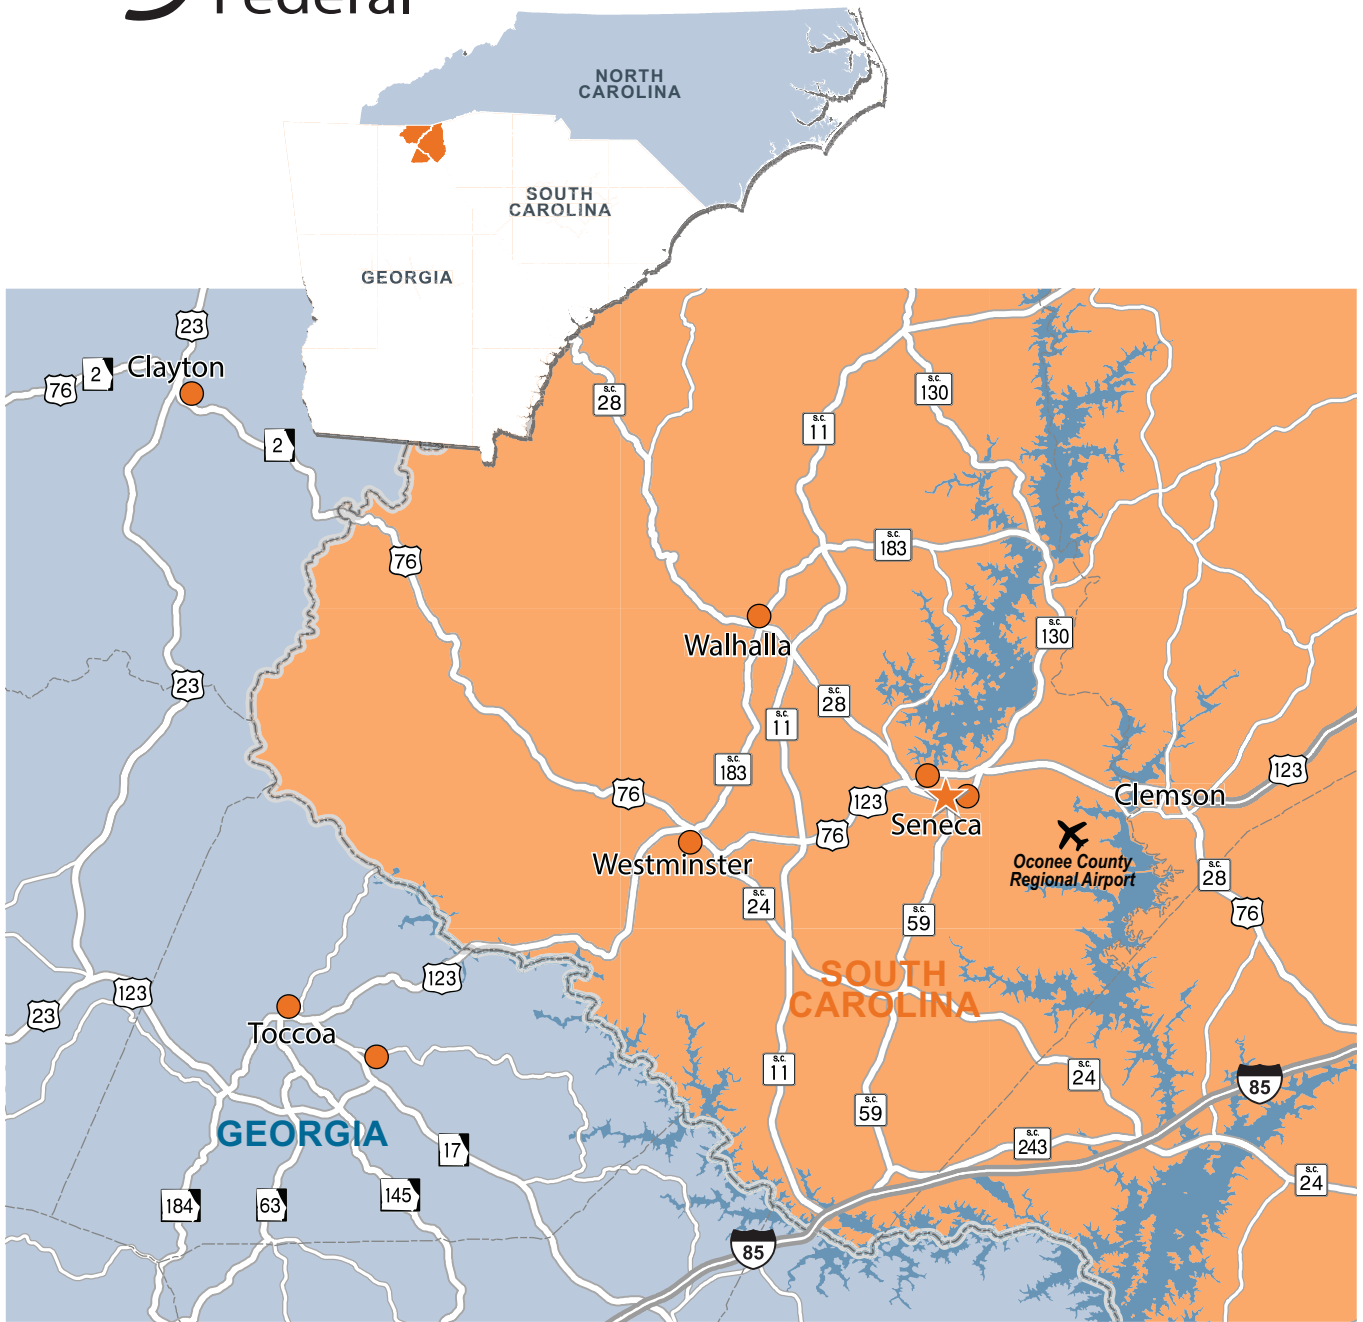 Federal
NORTH
CAROLINA
SOUTH
CAROLINA
GEORGIA
23
Clayton
2
76
2
S.C.
28
S.C.
130
S.C.
11
76
S.C.
183
Walhalla
S.C.
130
23
S.C.
28
S.C.
11
S.C.
183
123
76
123
Clemson
76
Seneca
Westminster
Oconee County
Regional Airport
S.C.
28
S.C.
24
76
S.C.
59
SOUTH
CAROLINA
123
123
23
Toccoa
S.C.
11
S.C.
24
85
S.C.
59
GEORGIA
17
S.C.
243
S.C.
24
184
63
145
85